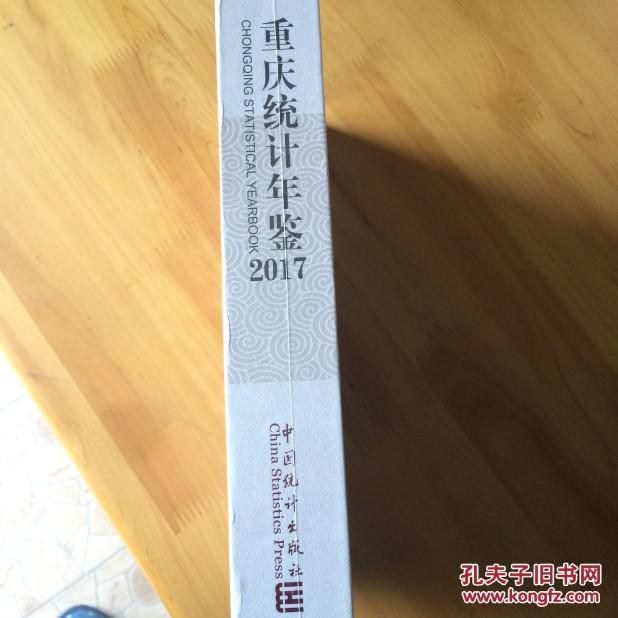 重庆统计年鉴
CHONGQING STATISTICAL YEARBOOK
2017
中国统计出版社
China Statistics Press
孔夫子旧书网
www.kongfz.com